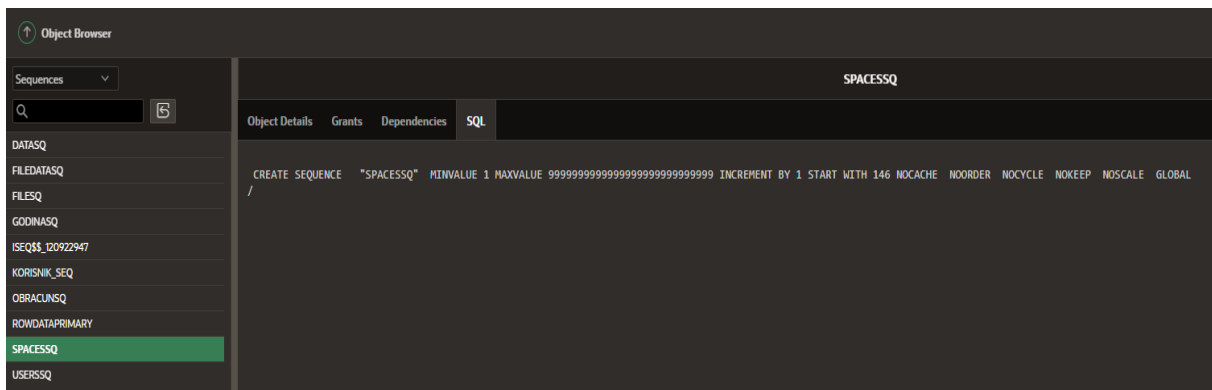 Object Browser
Sequences
SPACESSQ
Object Details Grants Dependencies SQL
DATASQ
FILEDATASQ
FILESQ
GODINASQ
ISEQ$$_120922947
KORISNIK_SEQ
OBRACUNSQ
ROWDATAPRIMARY
SPACESSQ
USERSSQ
CREATE SEQUENCE "SPACESSQ" MINVALUE 1 MAXVALUE 9999999999999999999999999999 INCREMENT BY 1 START WITH 146 NOCACHE NOORDER NOCYCLE NOKEEP NOSCALE GLOBAL
/